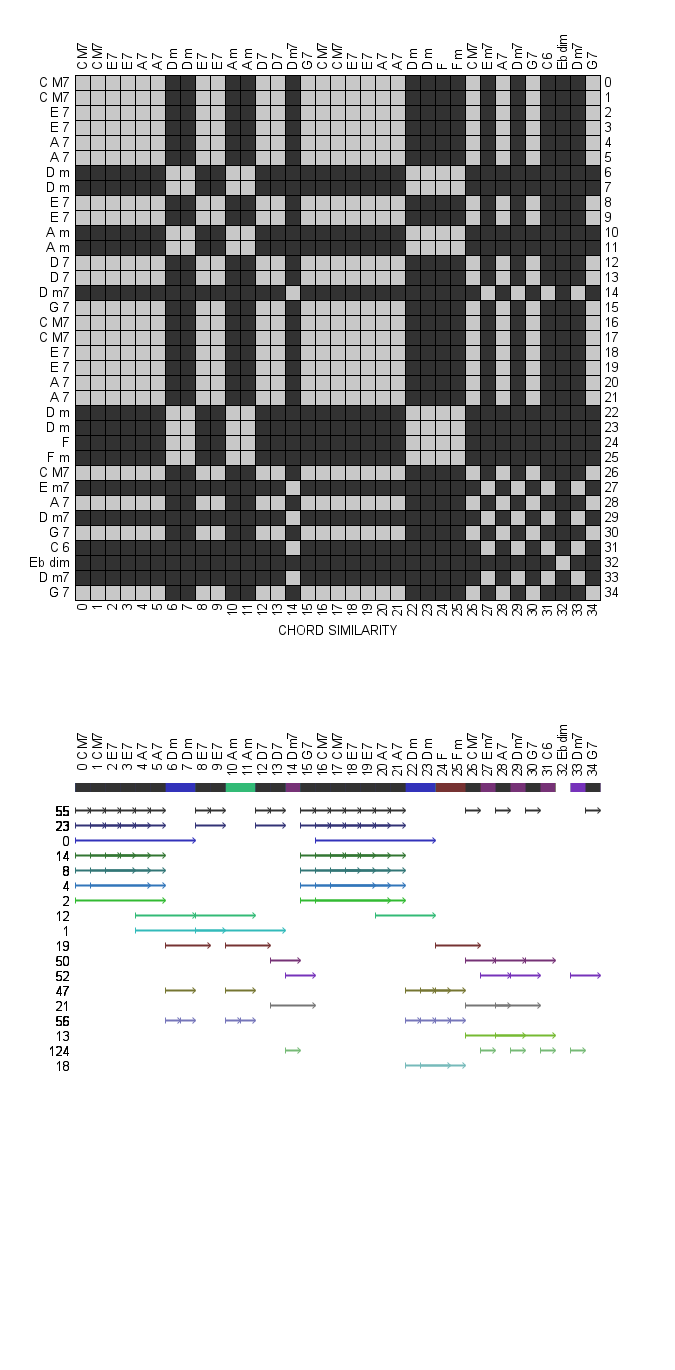 C M7 C M7 E 7 E 7 A 7 A 7 D m D m E 7 E 7 A m A m D 7 D 7 D m7 G 7 C M7 C M7 E 7 E 7 A 7 A 7 D m D m F F m C M7 E m7 A 7 D m7 G 7 C 6 Eb dim D m7 G 7
C M7 0
C M7 1
E 7 2
E 7 3
A 7 4
A 7 5
D m 6
D m 7
E 7 8
E 7 9
A m 10
A m 11
D 7 12
D 7 13
D m7 14
G 7 15
C M7 16
C M7 17
E 7 18
E 7 19
A 7 20
A 7 21
D m 22
D m 23
F 24
F m 25
C M7 26
E m7 27
A 7 28
D m7 29
G 7 30
C 6 31
Eb dim 32
D m7 33
G 7 34
0 1 2 3 4 5 6 7 8 9 10 11 12 13 14 15 16 17 18 19 20 21 22 23 24 25 26 27 28 29 30 31 32 33 34
CHORD SIMILARITY
0 C M7 1 C M7 2 E 7 3 E 7 4 A 7 5 A 7 6 D m 7 D m 8 E 7 9 E 7 10 A m 11 A m 12 D 7 13 D 7 14 D m7 15 G 7 16 C M7 17 C M7 18 E 7 19 E 7 20 A 7 21 A 7 22 D m 23 D m 24 F 25 F m 26 C M7 27 E m7 28 A 7 29 D m7 30 G 7 31 C 6 32 Eb dim 33 D m7 34 G 7
55
23
0
14
8
4
2
12
1
19
50
52
47
21
56
13
124
18